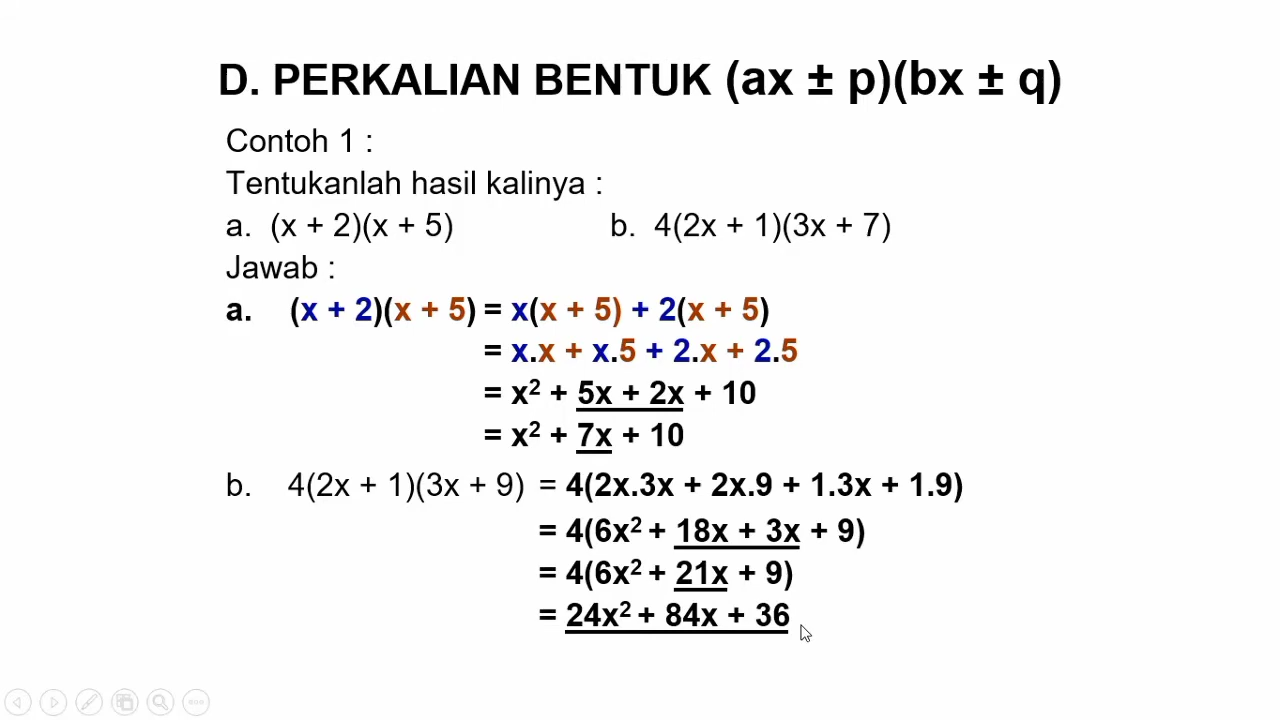 D. PERKALIAN BENTUK (ax ± p)(bx ± q)
Contoh 1 :
Tentukanlah hasil kalinya :
a. (x + 2)(x + 5) b. 4(2x + 1)(3x + 7)
Jawab :
a. (x + 2)(x + 5) = x(x + 5) + 2(x + 5)
= x.x + x.5 + 2.x + 2.5
= x² + 5x + 2x + 10
= x² + 7x + 10
b. 4(2x + 1)(3x + 9) = 4(2x.3x + 2x.9 + 1.3x + 1.9)
= 4(6x² + 18x + 3x + 9)
= 4(6x² + 21x + 9)
= 24x² + 84x + 36